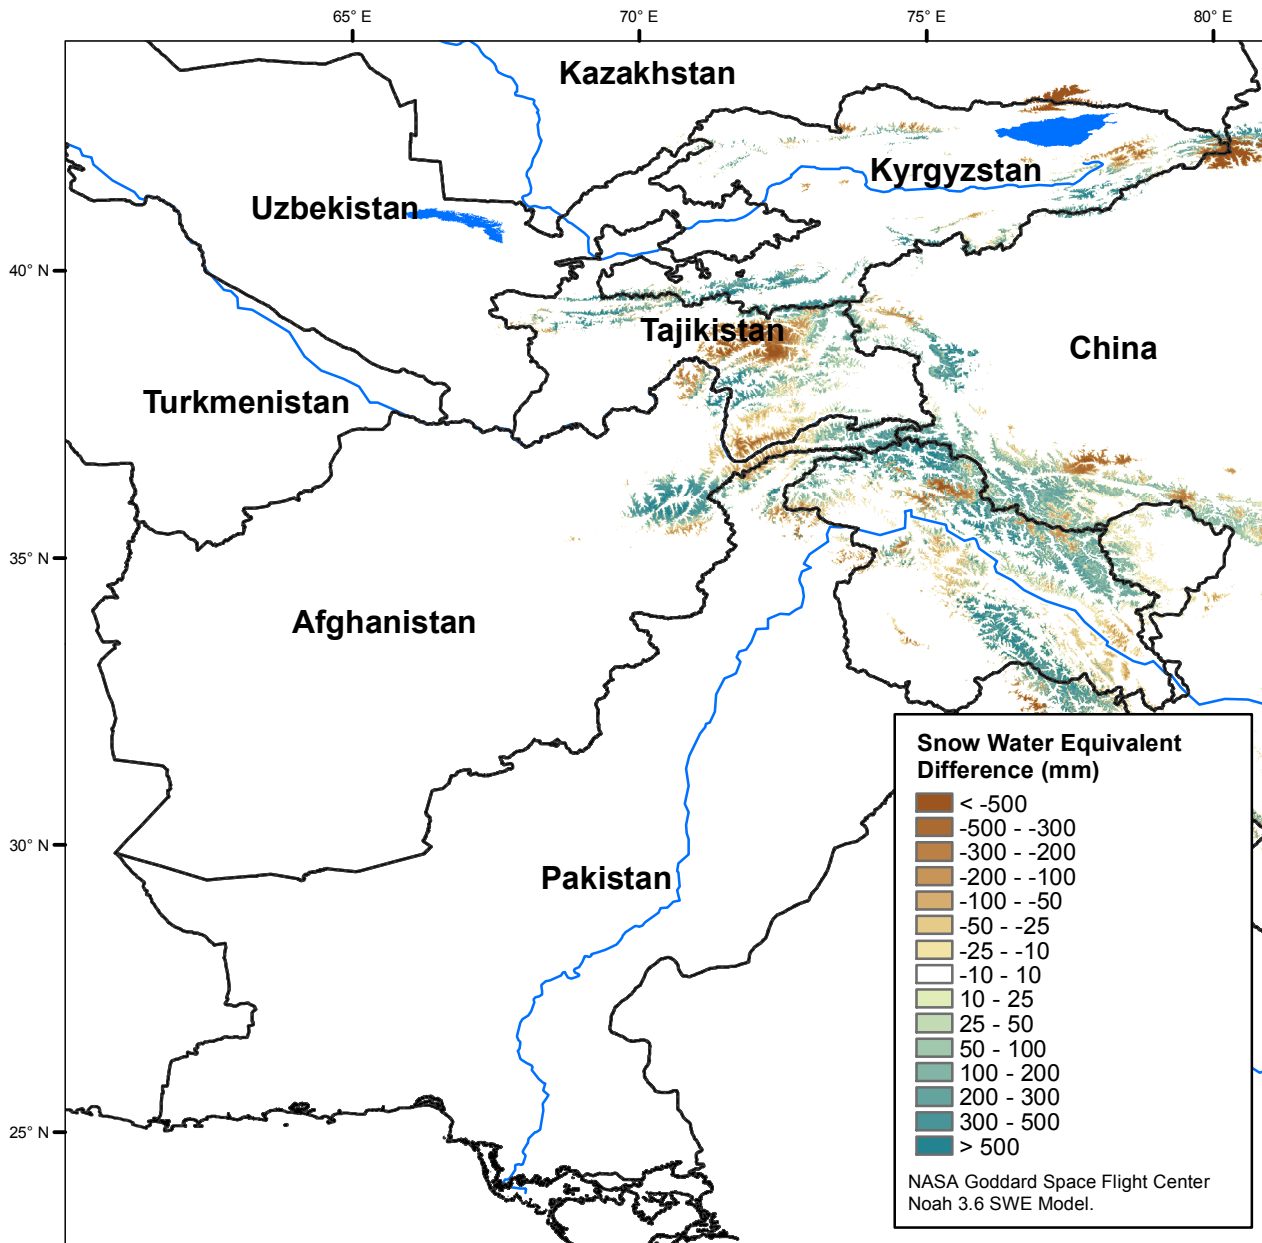 65° E
70° E
75° E
80° E
Kazakhstan
Kyrgyzstan
Uzbekistan
40° N
Tajikistan
China
Turkmenistan
35° N
Afghanistan
30° N
Pakistan
25° N
Snow Water Equivalent
Difference (mm)
< -500
-500 - -300
-300 - -200
-200 - -100
-100 - -50
-50 - -25
-25 - -10
-10 - 10
10 - 25
25 - 50
50 - 100
100 - 200
200 - 300
300 - 500
> 500
NASA Goddard Space Flight Center
Noah 3.6 SWE Model.